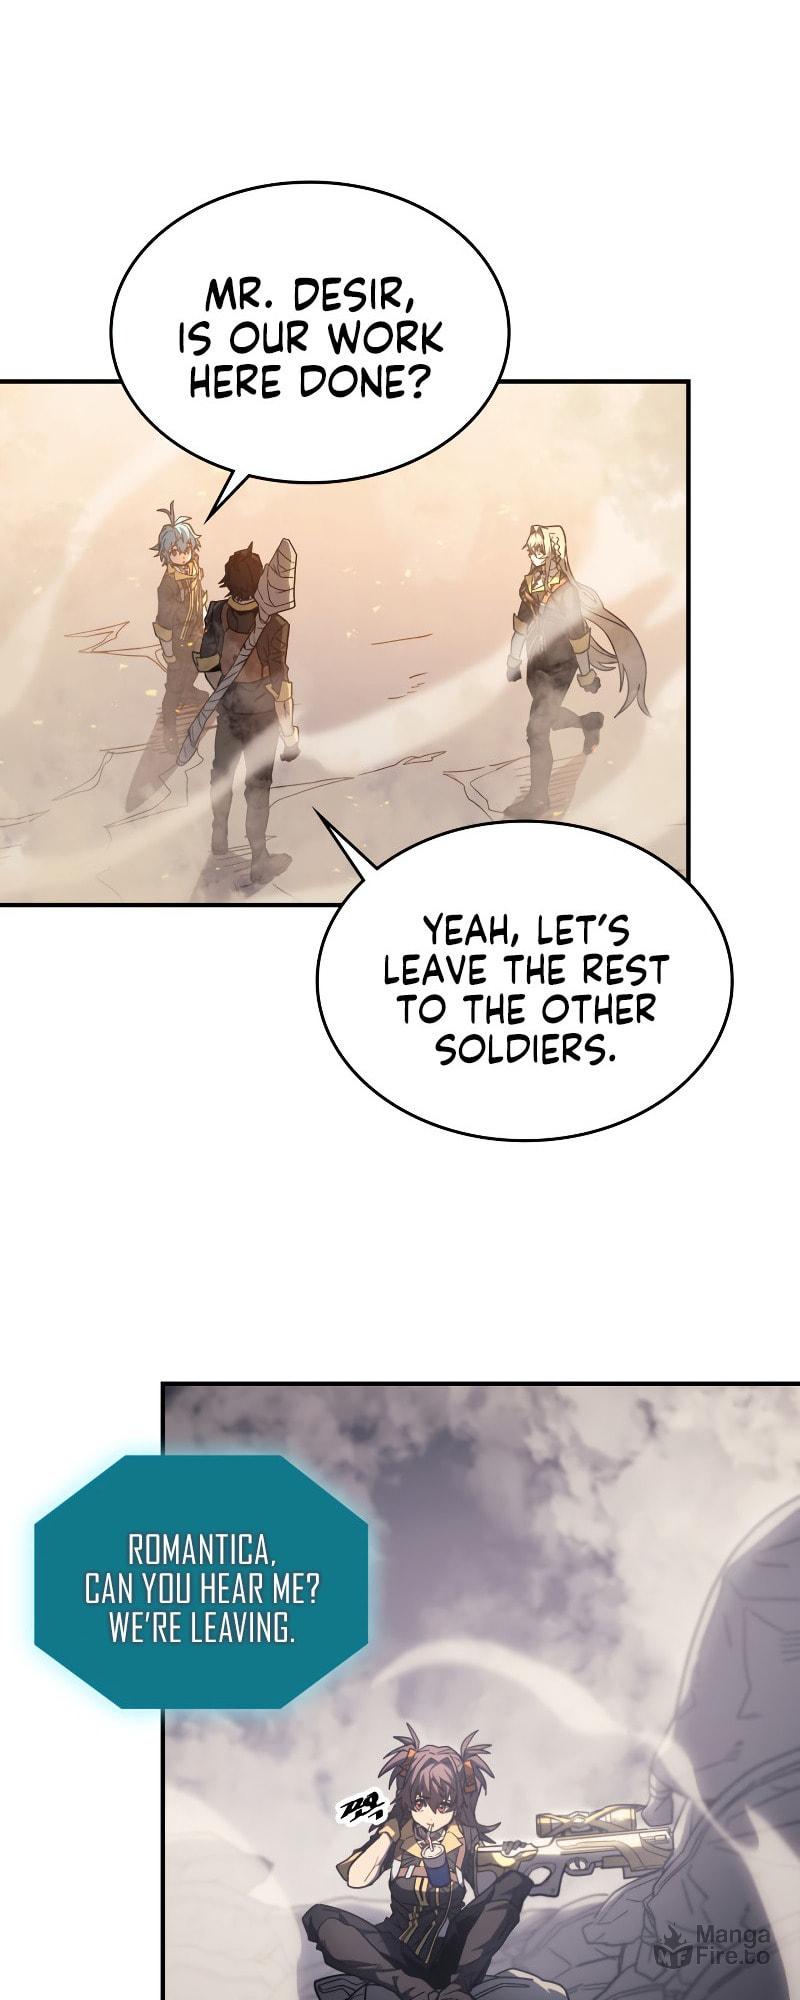 MR. DESIR,
IS OUR WORK
HERE DONE?
YEAH, LET'S
LEAVE THE REST
TO THE OTHER
SOLDIERS.
ROMANTICA,
CAN YOU HEAR ME?
WE'RE LEAVING.
Manga
MF Fire.to